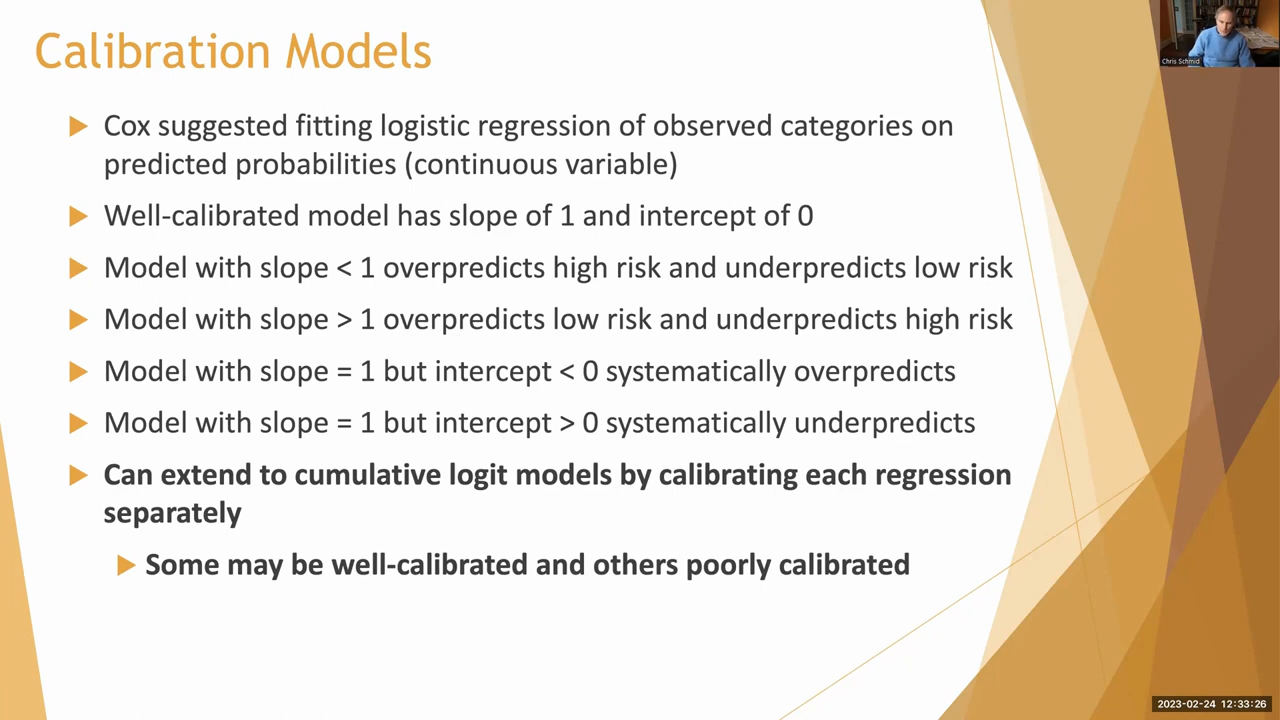 Calibration Models
Chris Schmid
Cox suggested fitting logistic regression of observed categories on
predicted probabilities (continuous variable)
Well-calibrated model has slope of 1 and intercept of 0
Model with slope < 1 overpredicts high risk and underpredicts low risk
Model with slope > 1 overpredicts low risk and underpredicts high risk
Model with slope = 1 but intercept < 0 systematically overpredicts
Model with slope = 1 but intercept > 0 systematically underpredicts
Can extend to cumulative logit models by calibrating each regression
separately
Some may be well-calibrated and others poorly calibrated
2023-02-24 12:33:26